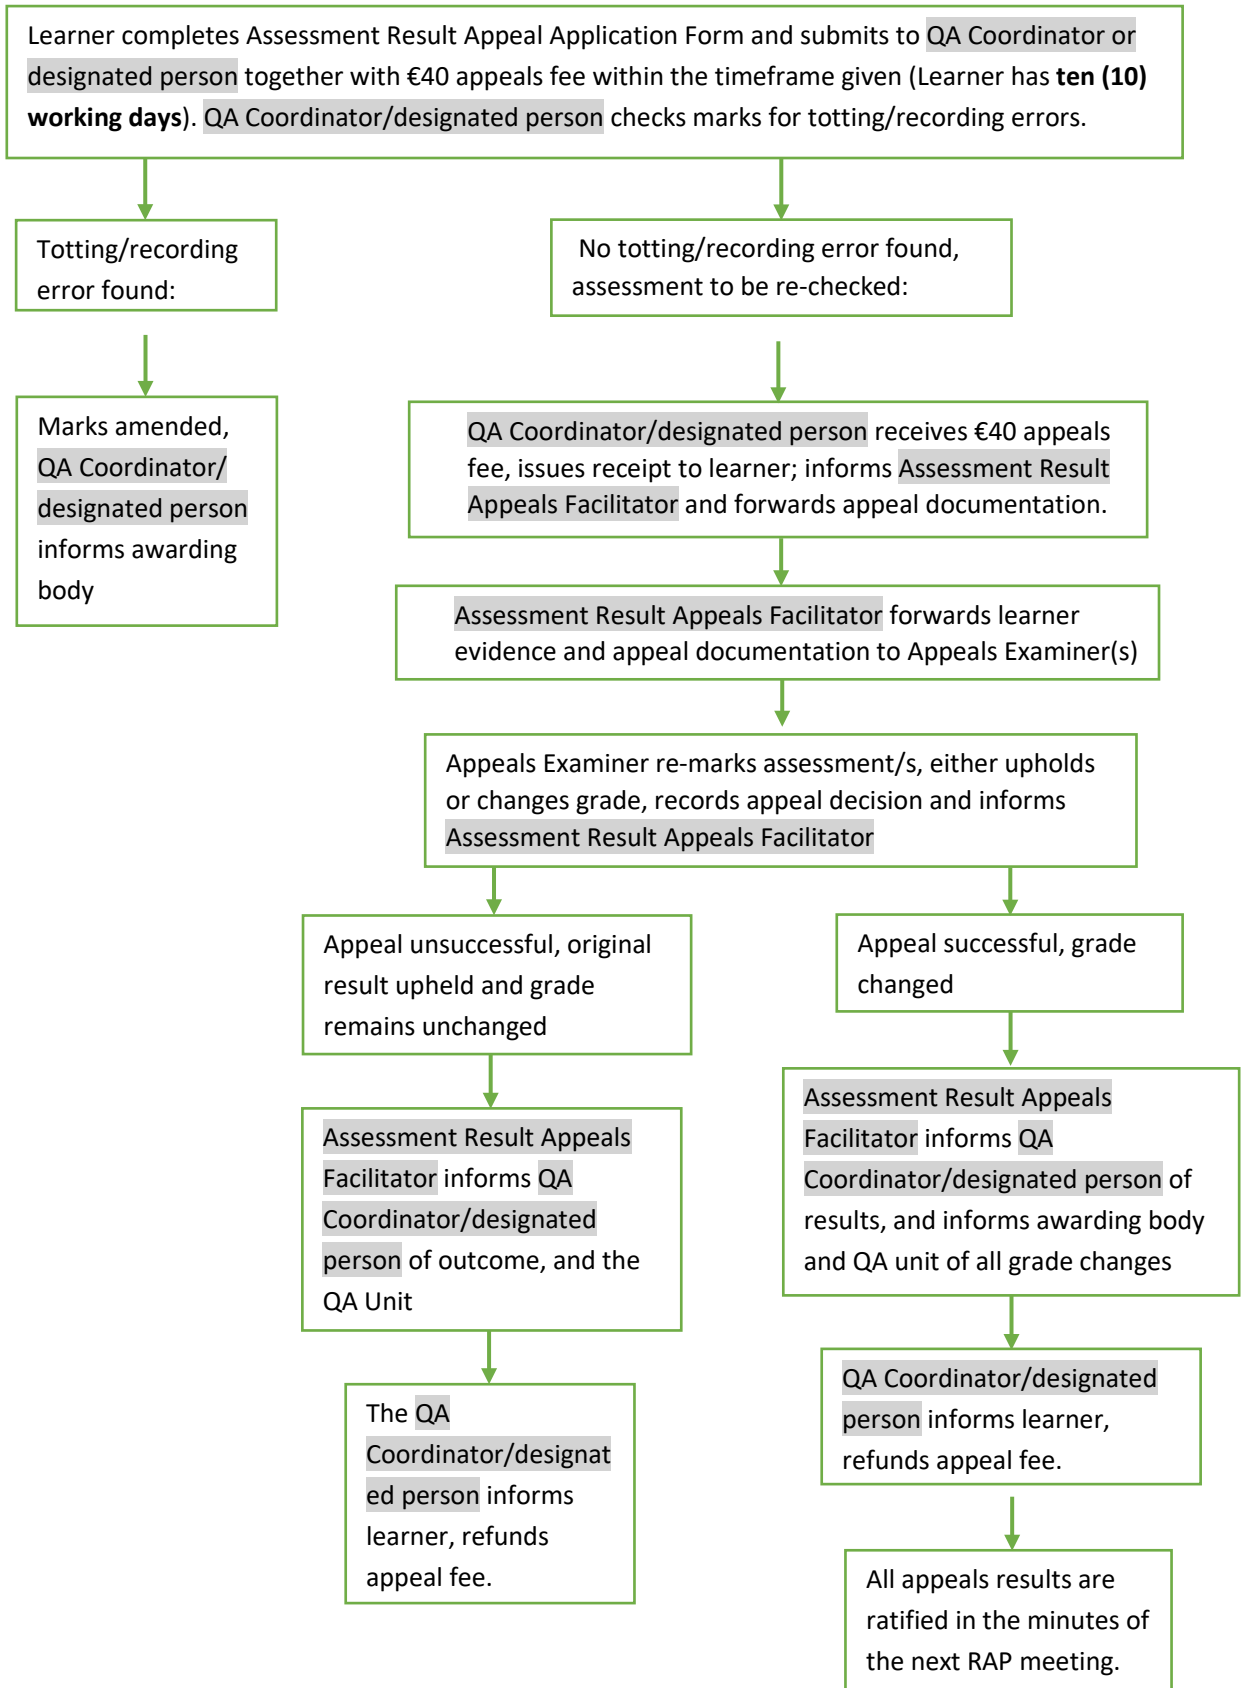 Learner completes Assessment Result Appeal Application Form and submits to QA Coordinator or
designated person together with €40 appeals fee within the timeframe given (Learner has ten (10)
working days). QA Coordinator/designated person checks marks for totting/recording errors.
Totting/recording
error found:
No totting/recording error found,
assessment to be re-checked:
Marks amended,
QA Coordinator/
designated person
informs awarding
body
QA Coordinator/designated person receives €40 appeals
fee, issues receipt to learner; informs Assessment Result
Appeals Facilitator and forwards appeal documentation.
Assessment Result Appeals Facilitator forwards learner
evidence and appeal documentation to Appeals Examiner(s)
Appeals Examiner re-marks assessment/s, either upholds
or changes grade, records appeal decision and informs
Assessment Result Appeals Facilitator
Appeal unsuccessful, original
result upheld and grade
remains unchanged
Appeal successful, grade
changed
Assessment Result Appeals
Facilitator informs QA
Coordinator/designated
person of outcome, and the
QA Unit
Assessment Result Appeals
Facilitator informs QA
Coordinator/designated person of
results, and informs awarding body
and QA unit of all grade changes
The QA
Coordinator/designat
ed person informs
learner, refunds
appeal fee.
QA Coordinator/designated
person informs learner,
refunds appeal fee.
All appeals results are
ratified in the minutes of
the next RAP meeting.